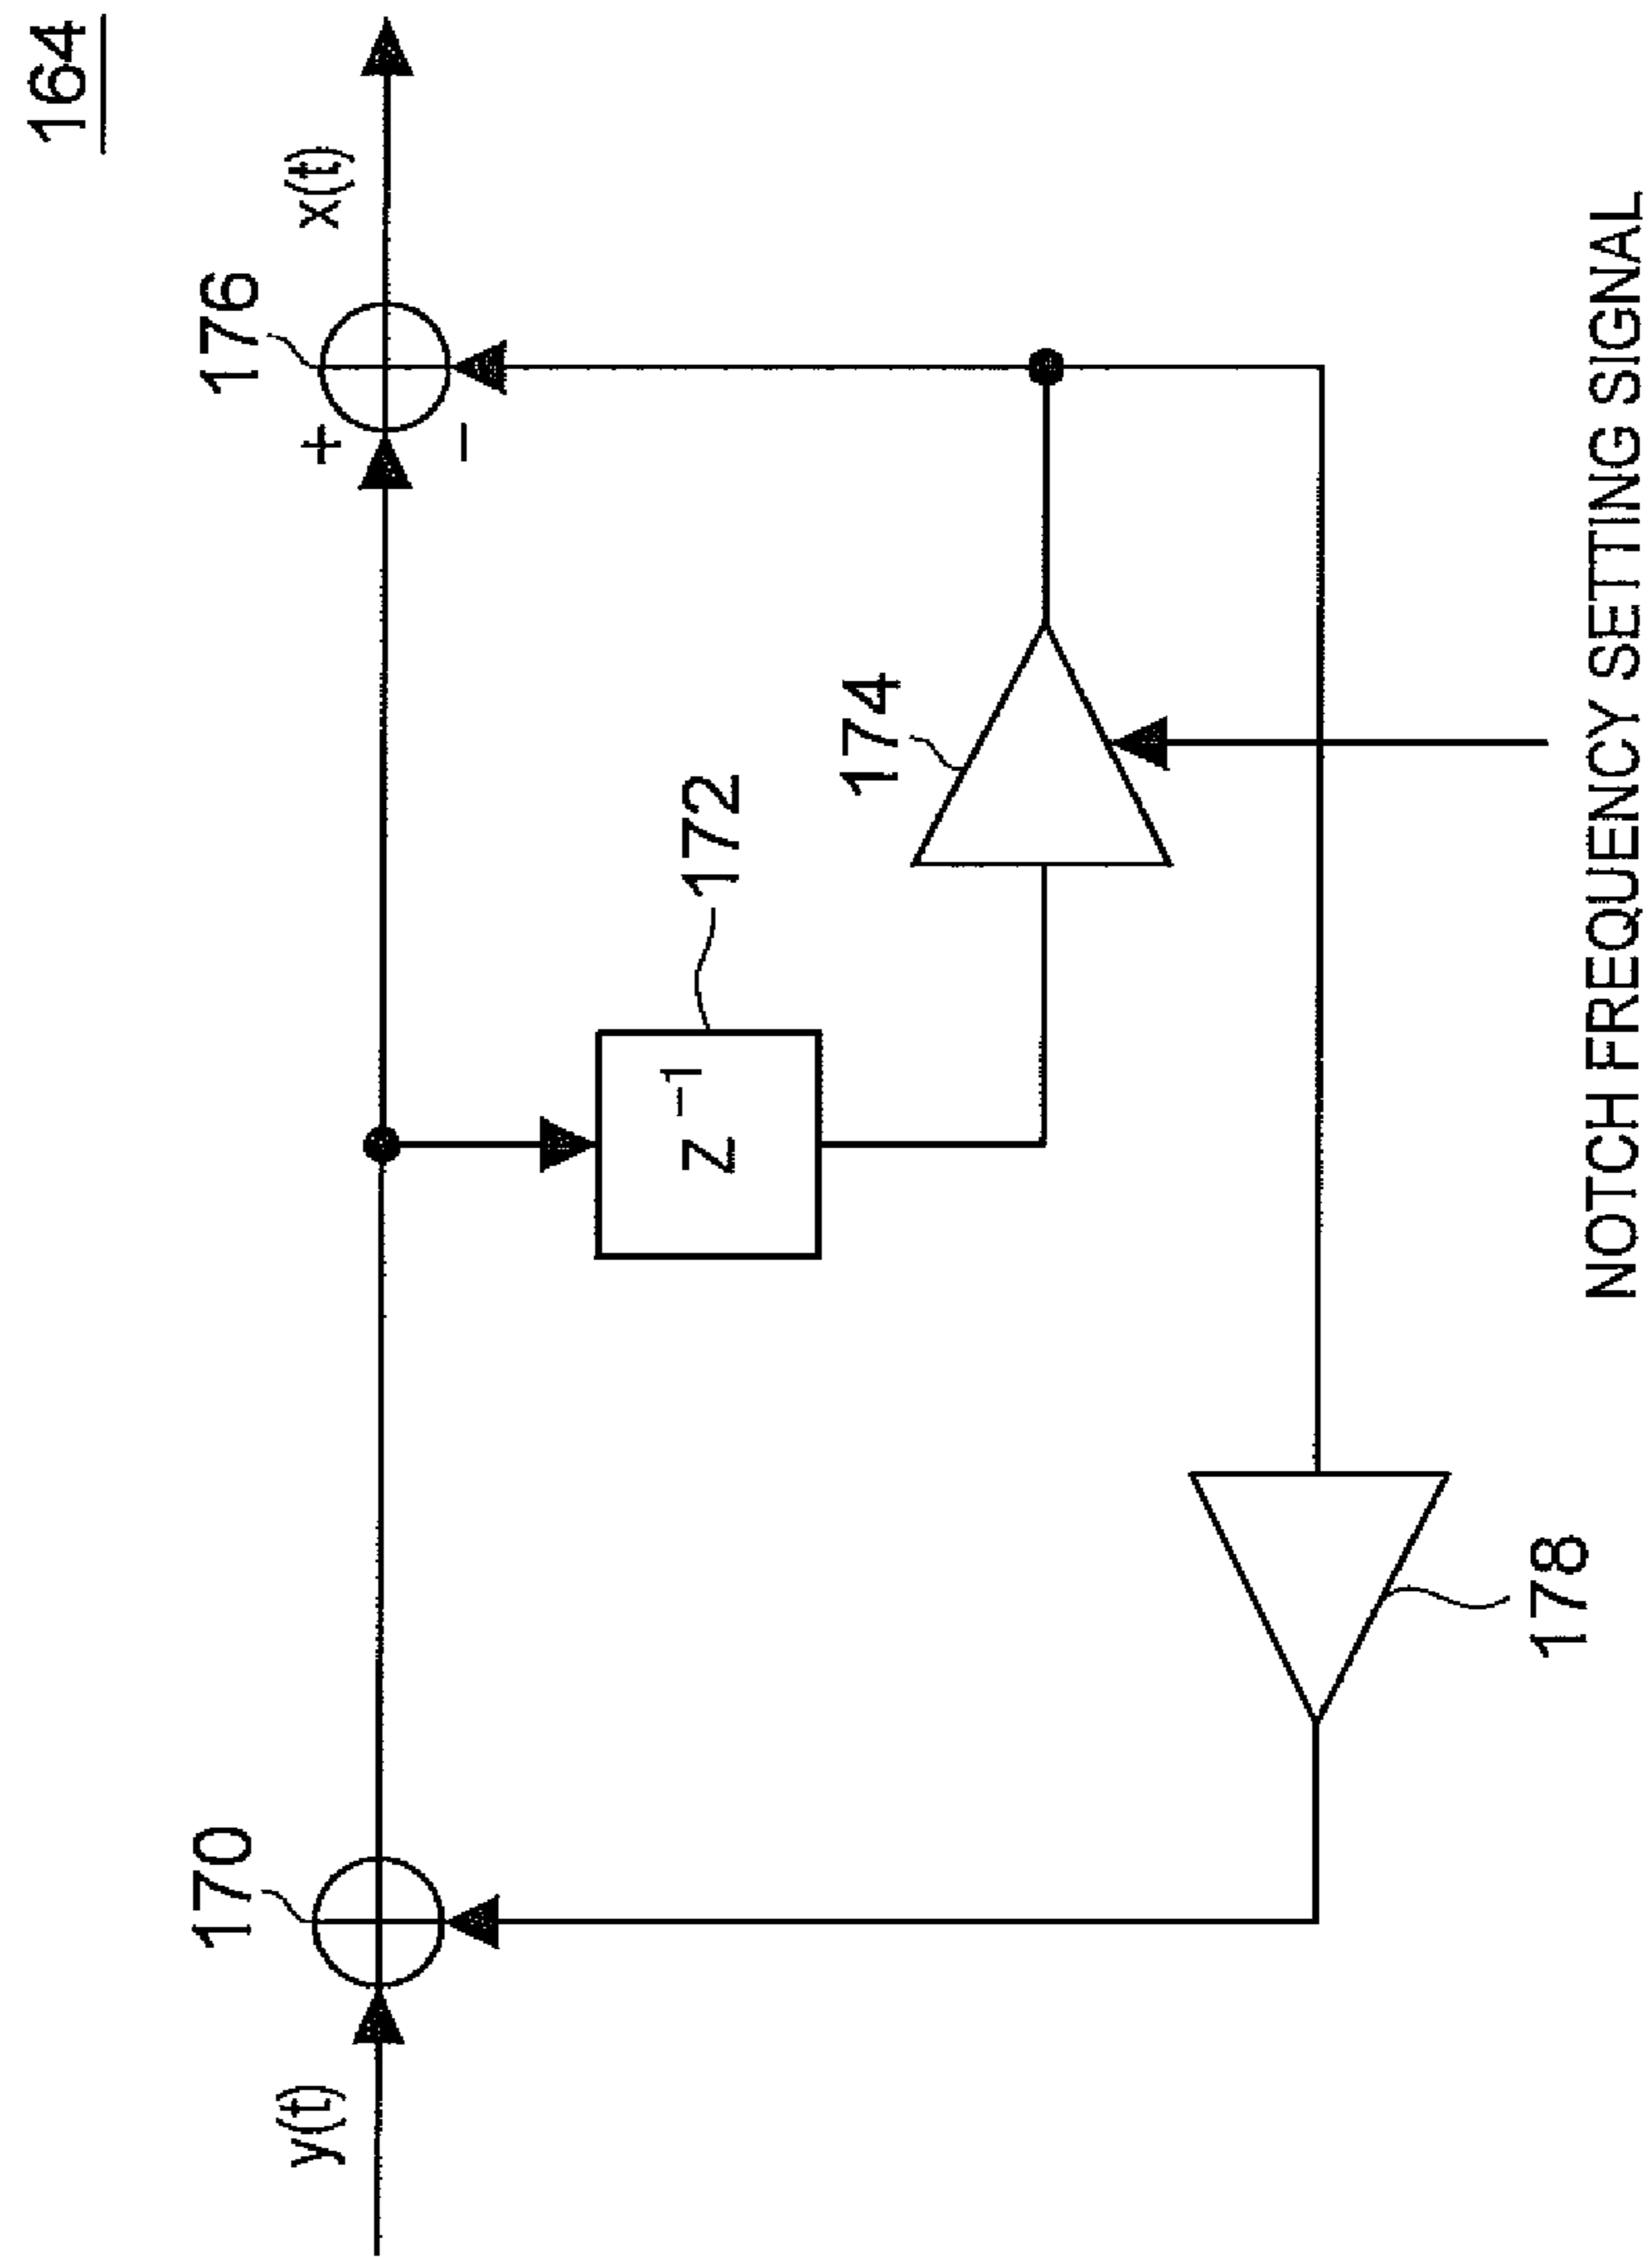 164
y(t)
170
176
x(t)
172
z⁻¹
174
178
NOTCH FREQUENCY SETTING SIGNAL
+
−